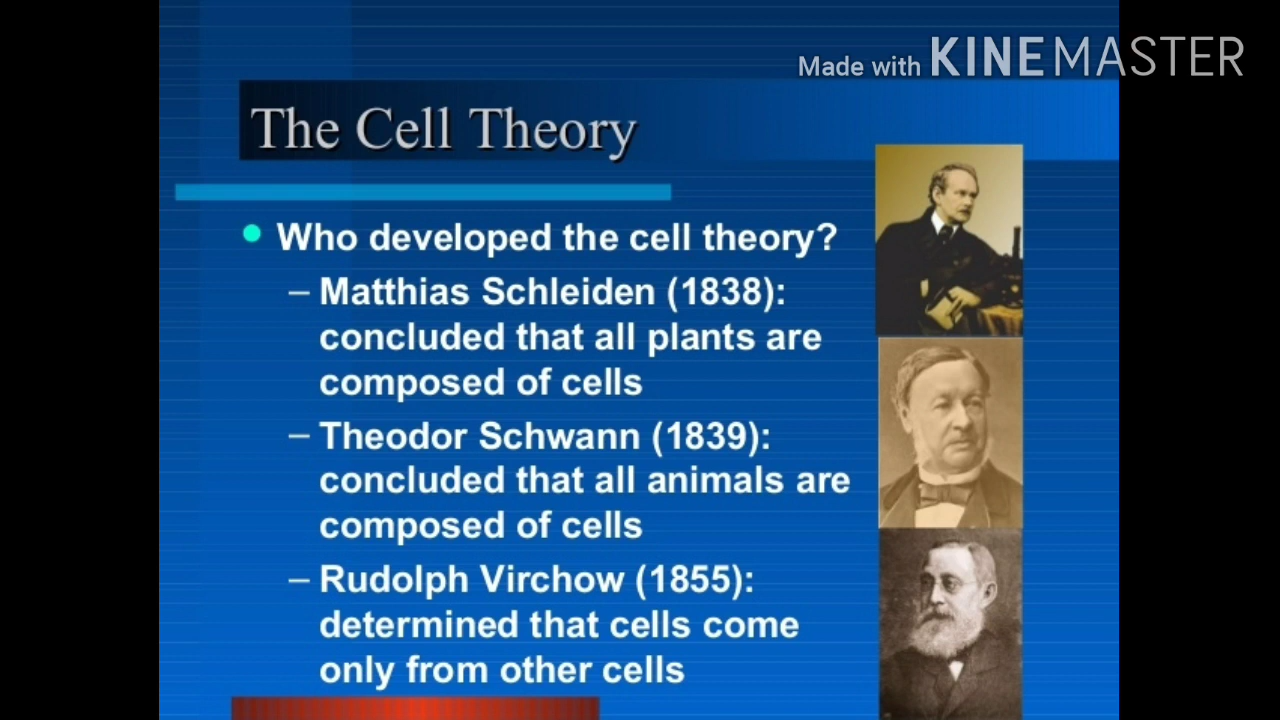 Made with KINEMASTER
The Cell Theory
Who developed the cell theory?
– Matthias Schleiden (1838):
concluded that all plants are
composed of cells
– Theodor Schwann (1839):
concluded that all animals are
composed of cells
– Rudolph Virchow (1855):
determined that cells come
only from other cells